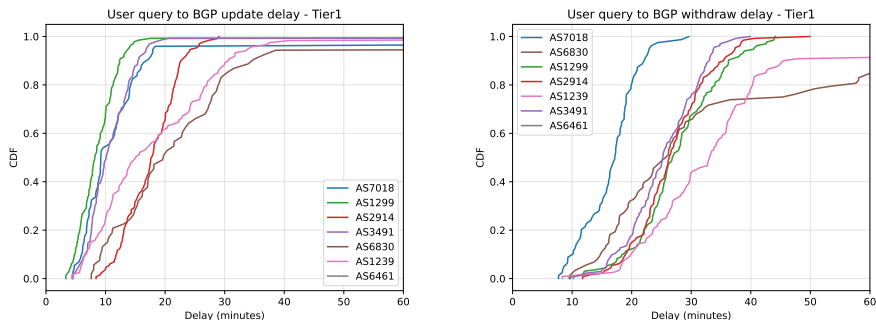 User query to BGP update delay - Tier1
CDF
1.0
0.8
0.6
0.4
0.2
0.0
AS7018
AS1299
AS2914
AS3491
AS6830
AS1239
AS6461
0 10 20 30 40 50 60
Delay (minutes)
User query to BGP withdraw delay - Tier1
CDF
1.0
0.8
0.6
0.4
0.2
0.0
AS7018
AS6830
AS1299
AS2914
AS1239
AS3491
AS6461
0 10 20 30 40 50 60
Delay (minutes)